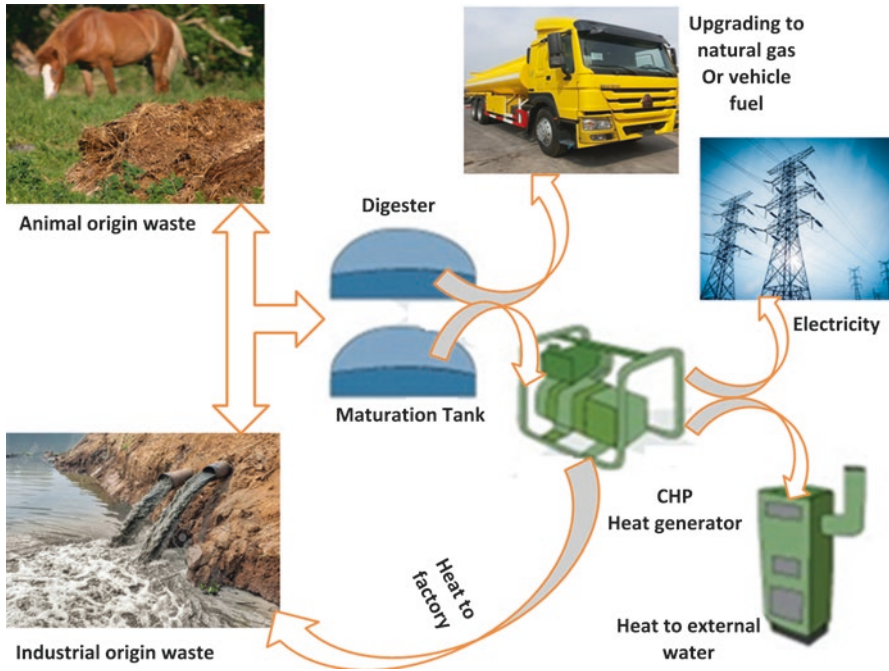 Upgrading to
natural gas
Or vehicle
fuel
Animal origin waste
Digester
Electricity
Maturation Tank
CHP
Heat generator
Heat to
factory
Industrial origin waste
Heat to external
water